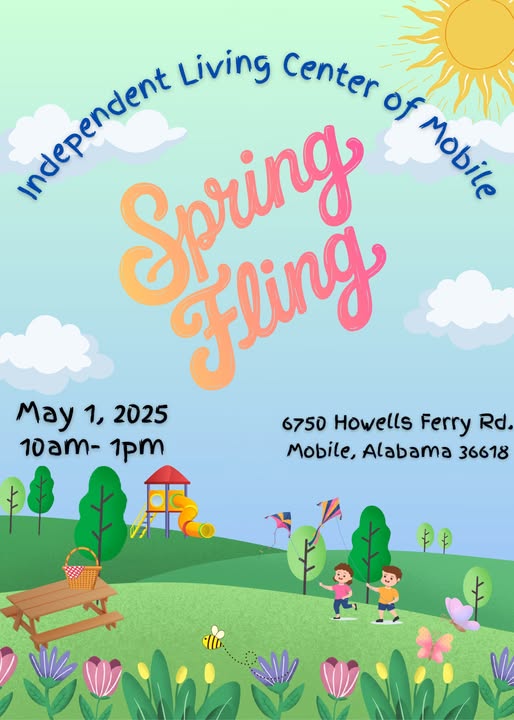 Independent Living Center of Mobile
Spring
Fling
May 1, 2025
10am- 1pm
6750 Howells Ferry Rd.
Mobile, Alabama 36618